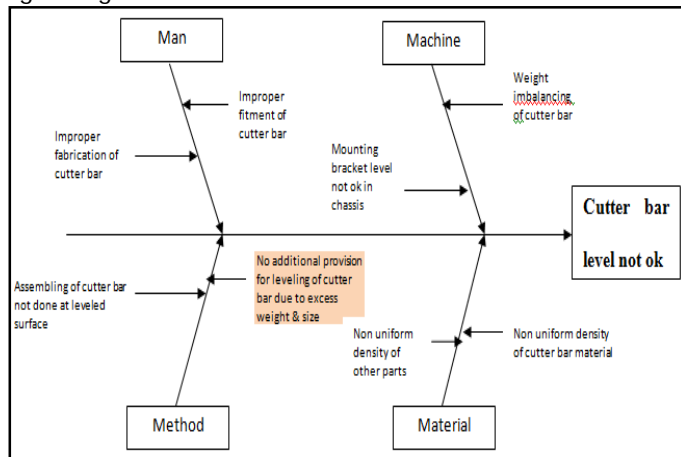 Man
Machine
Improper
fitment of
cutter bar
Weight
imbalancing
of cutter bar
Improper
fabrication of
cutter bar
Mounting
bracket level
not ok in
chassis
Cutter bar
level not ok
No additional provision
for leveling of cutter
bar due to excess
weight & size
Assembling of cutter bar
not done at leveled
surface
Non uniform
density of
other parts
Non uniform density
of cutter bar material
Method
Material